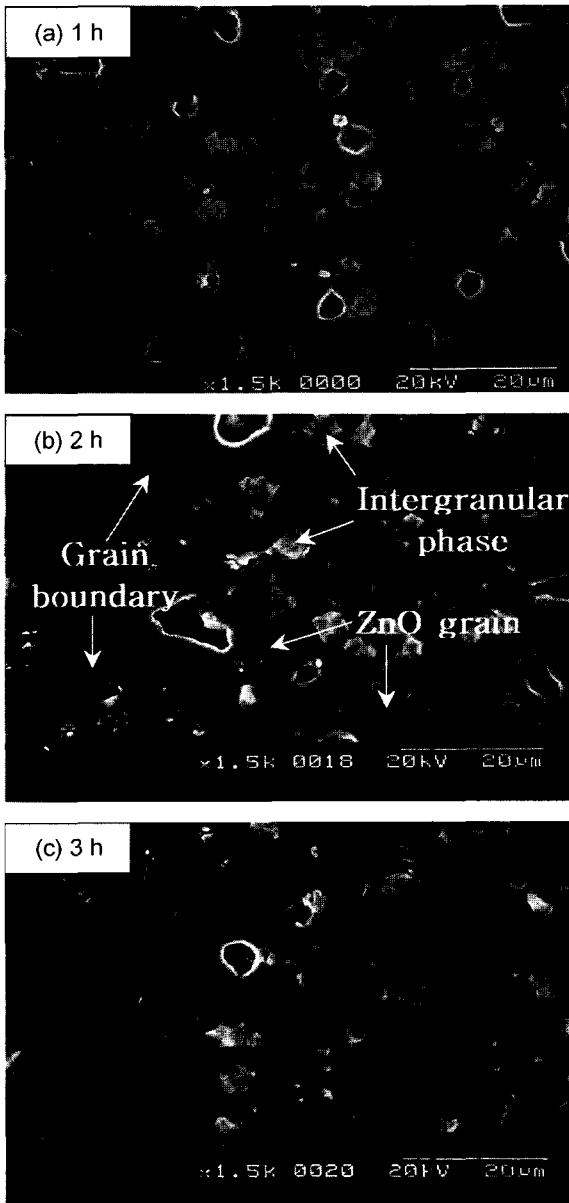 (a) 1 h
×1.5k 0000 20kV 20μm
(b) 2 h
Intergranular
phase
Grain
boundary
ZnO grain
×1.5k 0018 20kV 20μm
(c) 3 h
×1.5k 0020 20kV 20μm